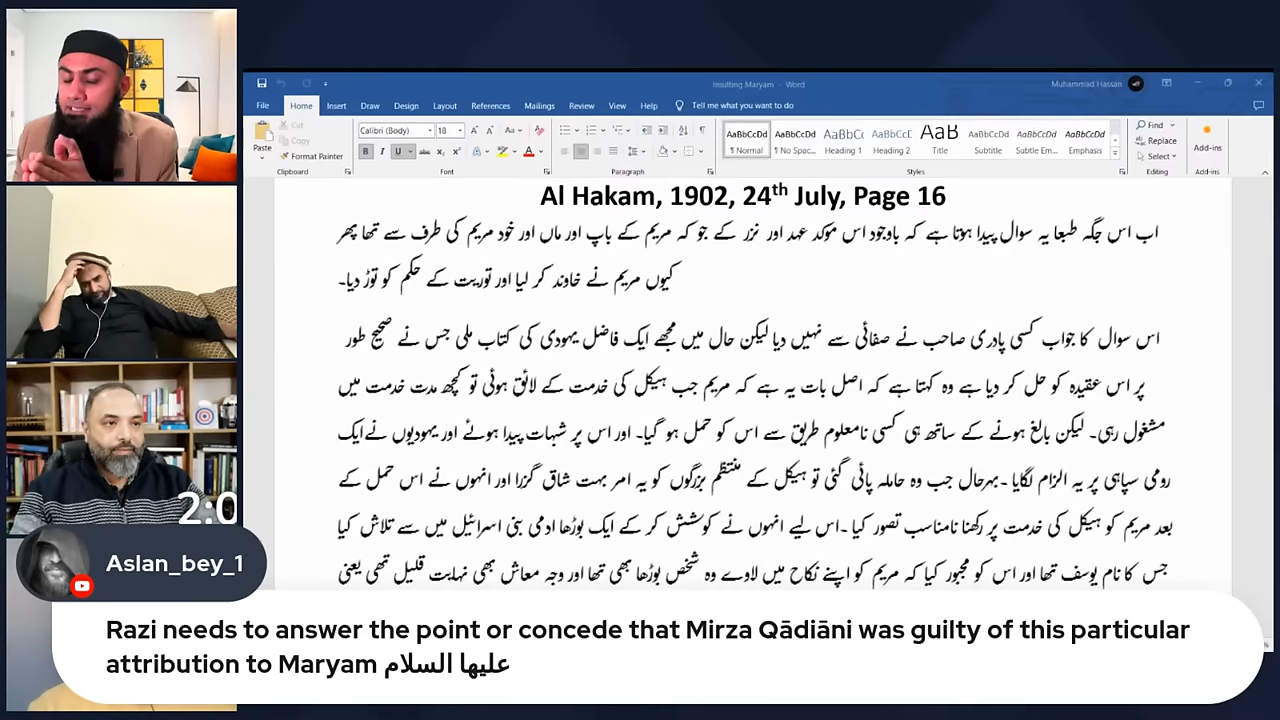 Insulting Maryam - Word
Muhammad Hassan
File Home Insert Draw Design Layout References Mailings Review View Help Tell me what you want to do
Paste
Cut
Copy
Format Painter
Clipboard
Calibri (Body) 18
Font
Paragraph
AaBbCcDd AaBbCcDd AaBbCc AaBbCcC AaB AaBbCcDd AaBbCcDd AaBbCcDd
¶ Normal ¶ No Spac... Heading 1 Heading 2 Title Subtitle Subtle Em... Emphasis
Styles
Find
Replace
Select
Editing
Add-ins
Add-ins
Al Hakam, 1902, 24th July, Page 16
اب اس جگہ طبعا یہ سوال پیدا ہوتا ہے کہ باوجود اس موکد عہد اور نزر کے جو کہ مریم کے باپ اور ماں اور خود مریم کی طرف سے تھا پھر
کیوں مریم نے خاوند کر لیا اور توریت کے حکم کو توڑ دیا۔
اس سوال کا جواب کسی پادری صاحب نے صفائی سے نہیں دیا لیکن حال میں مجھے ایک فاضل یہودی کی کتاب ملی جس نے صحیح طور
پر اس عقیدہ کو حل کر دیا ہے وہ کہتا ہے کہ اصل بات یہ ہے کہ مریم جب ہیکل کی خدمت کے لائق ہوئی تو کچھ مدت خدمت میں
مشغول رہی۔ لیکن بالغ ہونے کے ساتھ ہی کسی نامعلوم طریق سے اس کو حمل ہو گیا۔ اور اس پر شبہات پیدا ہوئے اور یہودیوں نے ایک
رومی سپاہی پر یہ الزام لگایا ۔بہرحال جب وہ حاملہ پائی گئی تو ہیکل کے منتظم بزرگوں کو یہ امر بہت شاق گزرا اور انہوں نے اس حمل کے
بعد مریم کو ہیکل کی خدمت پر رکھنا نامناسب تصور کیا ۔اس لیے انہوں نے کوشش کر کے ایک بوڑھا ادمی بنی اسرائیل میں سے تلاش کیا
جس کا نام یوسف تھا اور اس کو مجبور کیا کہ مریم کو اپنے نکاح میں لاوے وہ شخص بوڑھا بھی تھا اور وجہ معاش بھی نہایت قلیل تھی یعنی
2:0
Aslan_bey_1
Razi needs to answer the point or concede that Mirza Qādiāni was guilty of this particular
attribution to Maryam عليها السلام